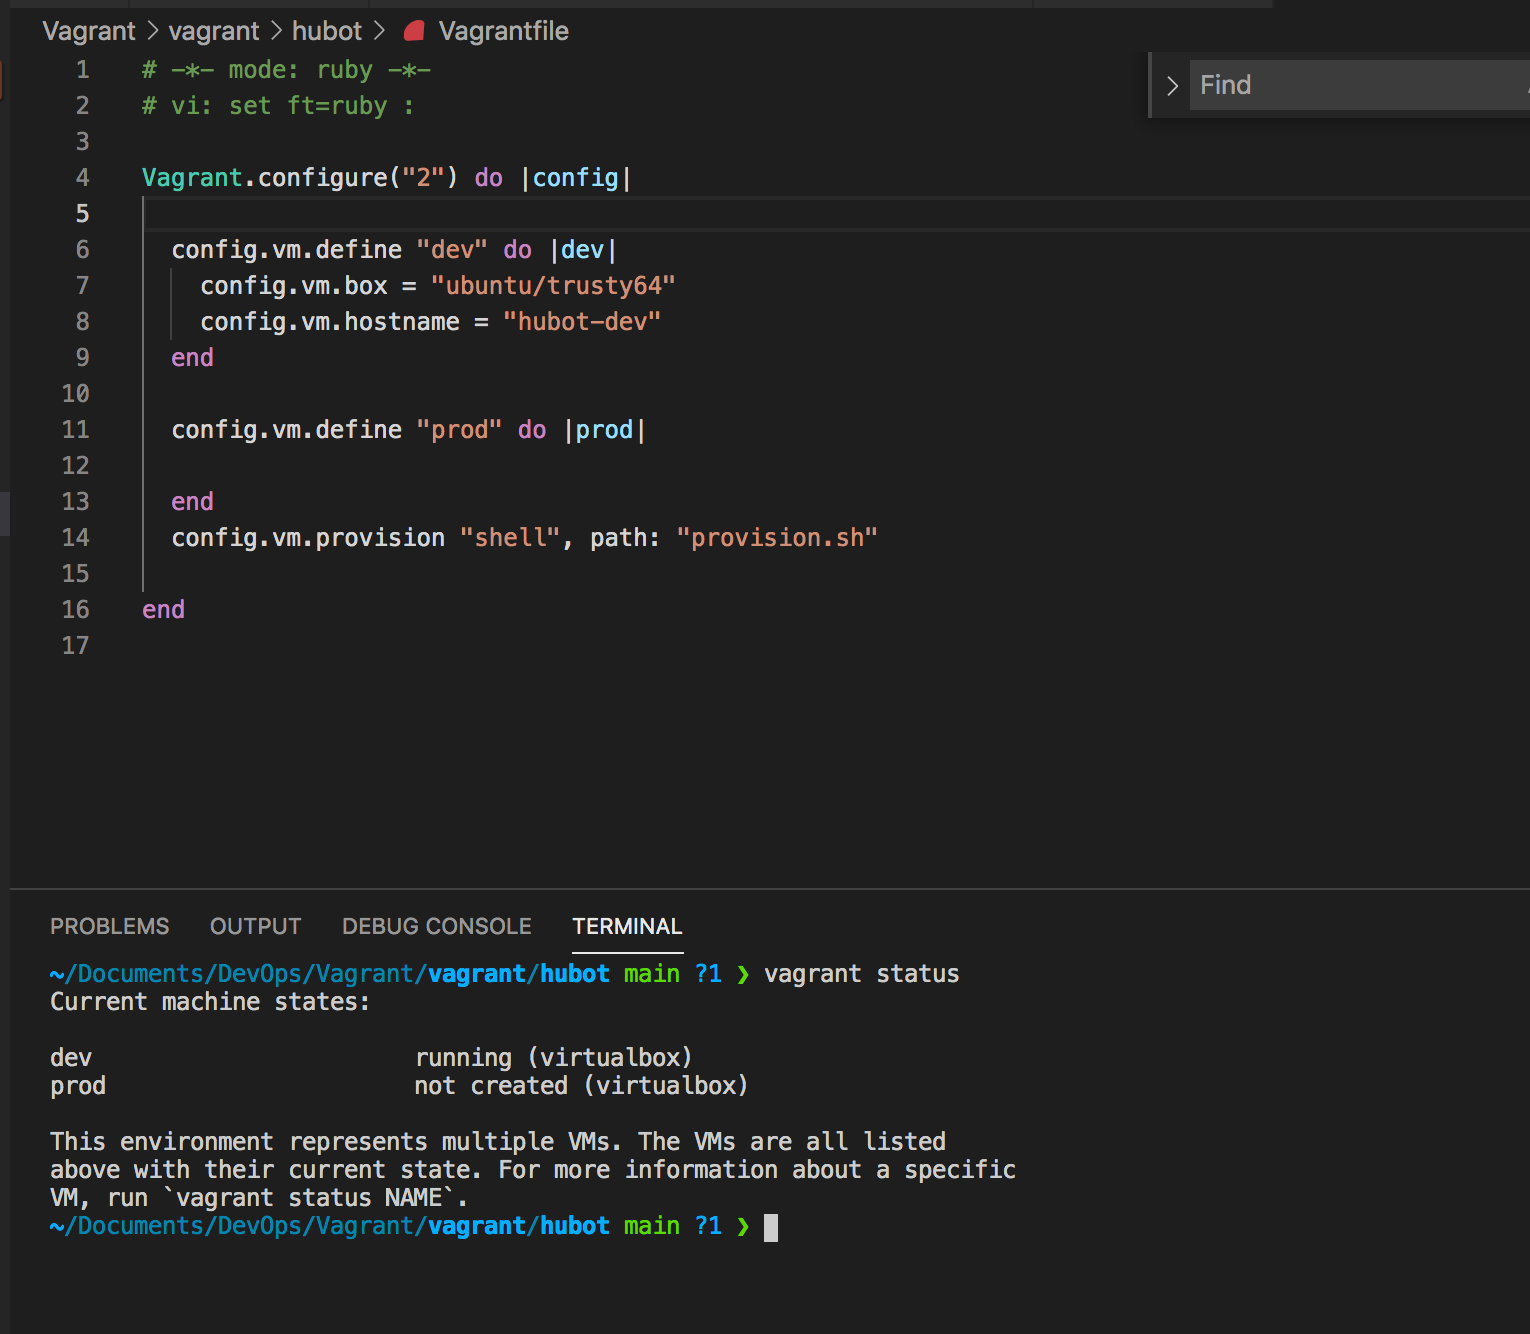 Vagrant > vagrant > hubot > Vagrantfile
Find
1 # -*- mode: ruby -*-
2 # vi: set ft=ruby :
3
4 Vagrant.configure("2") do |config|
5
6   config.vm.define "dev" do |dev|
7     config.vm.box = "ubuntu/trusty64"
8     config.vm.hostname = "hubot-dev"
9   end
10
11   config.vm.define "prod" do |prod|
12
13   end
14   config.vm.provision "shell", path: "provision.sh"
15
16 end
17
PROBLEMS OUTPUT DEBUG CONSOLE TERMINAL
~/Documents/DevOps/Vagrant/vagrant/hubot main ?1 ❯ vagrant status
Current machine states:
dev                       running (virtualbox)
prod                      not created (virtualbox)
This environment represents multiple VMs. The VMs are all listed
above with their current state. For more information about a specific
VM, run `vagrant status NAME`.
~/Documents/DevOps/Vagrant/vagrant/hubot main ?1 ❯